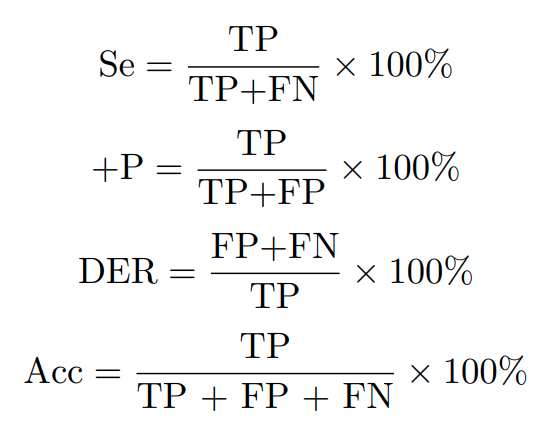 Se = TP / TP+FN × 100%
+P = TP / TP+FP × 100%
DER = FP+FN / TP × 100%
Acc = TP / TP + FP + FN × 100%